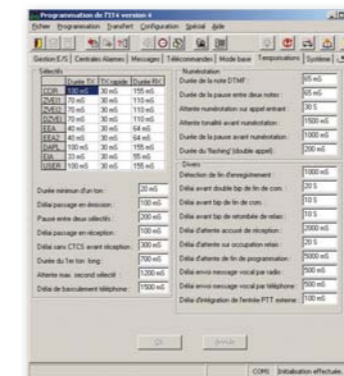 Programmation de l'IT4 version 4
Fichier Programmation Transfert Configuration Spécial Aide
Gestion E/S Centrales Alarmes Messages Télécommandes Mode base Temporisations Système
Sélectifs
Durée TX TX rapide Durée RX
CCIR 100 mS 30 mS 155 mS
ZVEI1 70 mS 30 mS 110 mS
ZVEI2 70 mS 30 mS 110 mS
DZVEI 70 mS 30 mS 110 mS
EEA 40 mS 30 mS 64 mS
EEA2 40 mS 30 mS 64 mS
DAPL 100 mS 30 mS 155 mS
EIA 33 mS 30 mS 55 mS
USER 100 mS 30 mS 155 mS
Durée minimun d'un ton : 20 mS
Délai passage en émission : 100 mS
Pause entre deux sélectifs : 200 mS
Délai passage en réception : 100 mS
Délai sans CTCS avant réception : 300 mS
Durée du 1er ton long : 700 mS
Attente max. second sélectif : 1200 mS
Délai de basculement téléphone : 1500 mS
Numérotation
Durée de la note DTMF : 65 mS
Durée de la pause entre deux notes : 65 mS
Attente numérotation sur appel entrant : 30 S
Attente tonalité avant numérotation : 1500 mS
Durée de la pause avant numérotation : 1000 mS
Durée du 'flashing' (double appel) : 200 mS
Divers
Détection de fin d'enregistrement : 1000 mS
Délai avant double bip de fin de com. : 20 S
Délai avant bip de fin de com. : 10 S
Délai avant bip de retombée de relais : 10 S
Délai d'attente accusé de réception : 2000 mS
Délai d'attente sur occupation relais : 20 S
Délai d'attente de fin de programmation : 5000 mS
Délai envoi message vocal par radio : 500 mS
Délai envoi message vocal par téléphone : 500 mS
Délai d'intégration de l'entrée PTT externe : 100 mS
Ok Annule
COM1 Initialisation effectuée.